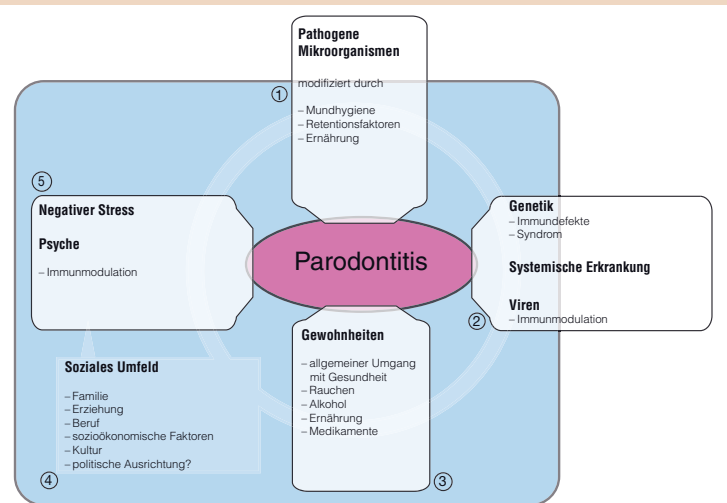 Pathogene
Mikroorganismen
modifiziert durch
– Mundhygiene
– Retentionsfaktoren
– Ernährung
①
Genetik
– Immundefekte
– Syndrom
Systemische Erkrankung
Viren
– Immunmodulation
②
Parodontitis
Gewohnheiten
– allgemeiner Umgang
mit Gesundheit
– Rauchen
– Alkohol
– Ernährung
– Medikamente
③
Soziales Umfeld
– Familie
– Erziehung
– Beruf
– sozioökonomische Faktoren
– Kultur
– politische Ausrichtung?
④
⑤
Negativer Stress
Psyche
– Immunmodulation